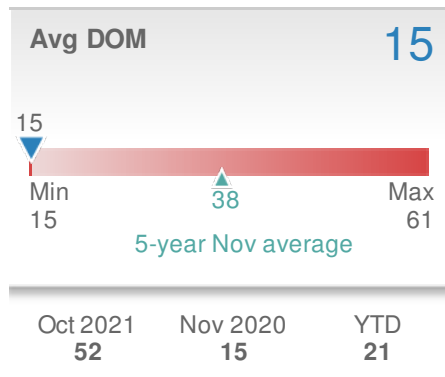 Avg DOM 15
15
Min Max
15 38 61
5-year Nov average
Oct 2021 Nov 2020 YTD
52 15 21